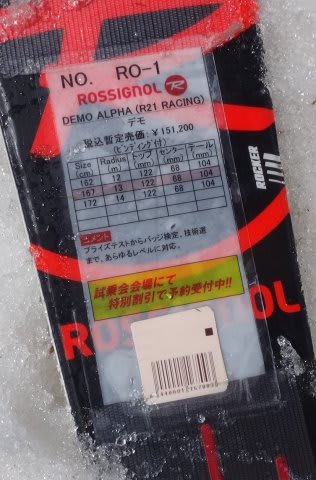 NO. RO-1
ROSSIGNOL
DEMO ALPHA (R21 RACING)
デモ
税込暫定売価:￥151,200
(ビンディング付)
Size(cm) Radius(m) トップ(mm) センター(mm) テール(mm)
162 12 122 68 104
167 13 122 68 104
172 14 122 68 104
コメント
プライズテストからバッジ検定、技術選
まで、あらゆるレベルに対応。
試乗会会場にて
特別割引で予約受付中!!
ROCKER
ROSSIGNOL